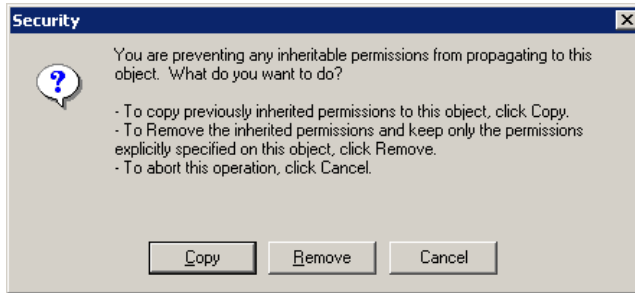 Security
You are preventing any inheritable permissions from propagating to this
object. What do you want to do?
- To copy previously inherited permissions to this object, click Copy.
- To Remove the inherited permissions and keep only the permissions
explicitly specified on this object, click Remove.
- To abort this operation, click Cancel.
Copy Remove Cancel